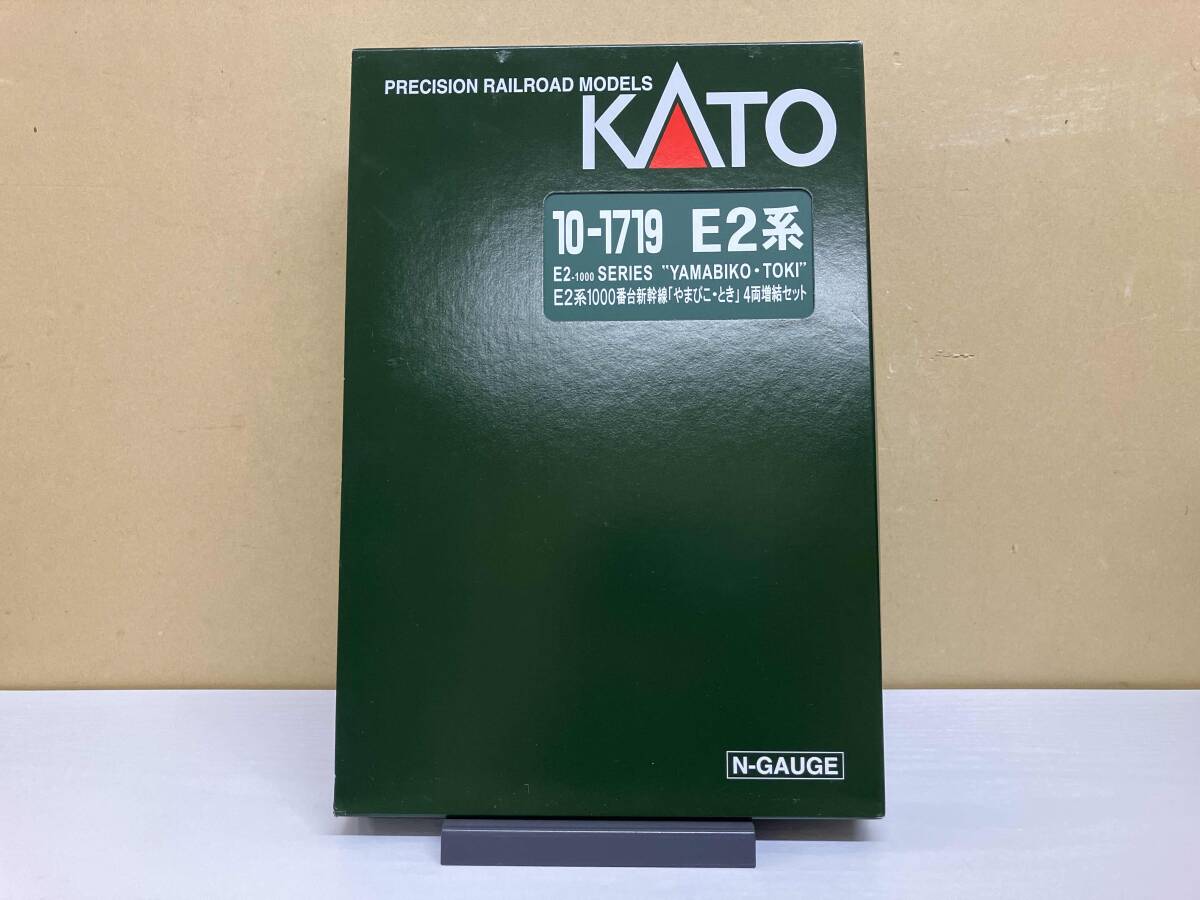 PRECISION RAILROAD MODELS
KATO
10-1719 E2系
E2-1000 SERIES "YAMABIKO・TOKI"
E2系1000番台新幹線「やまびこ・とき」4両増結セット
N-GAUGE